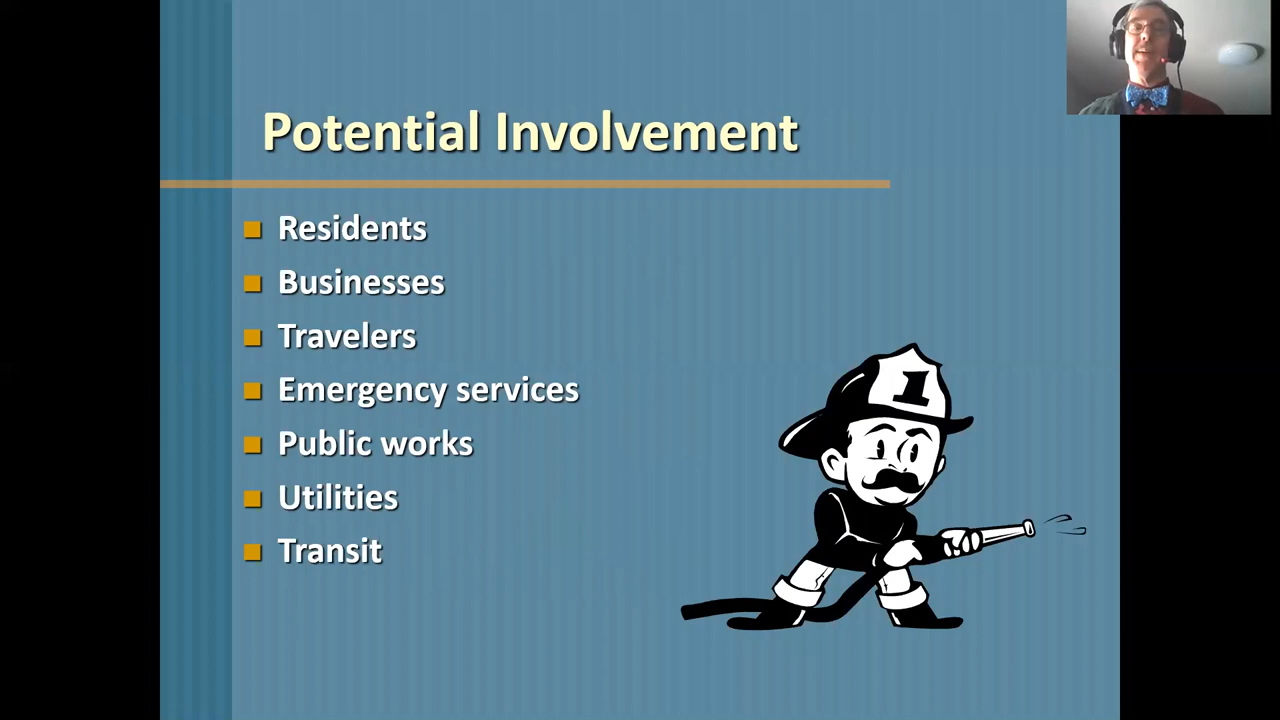 Potential Involvement
Residents
Businesses
Travelers
Emergency services
Public works
Utilities
Transit
1